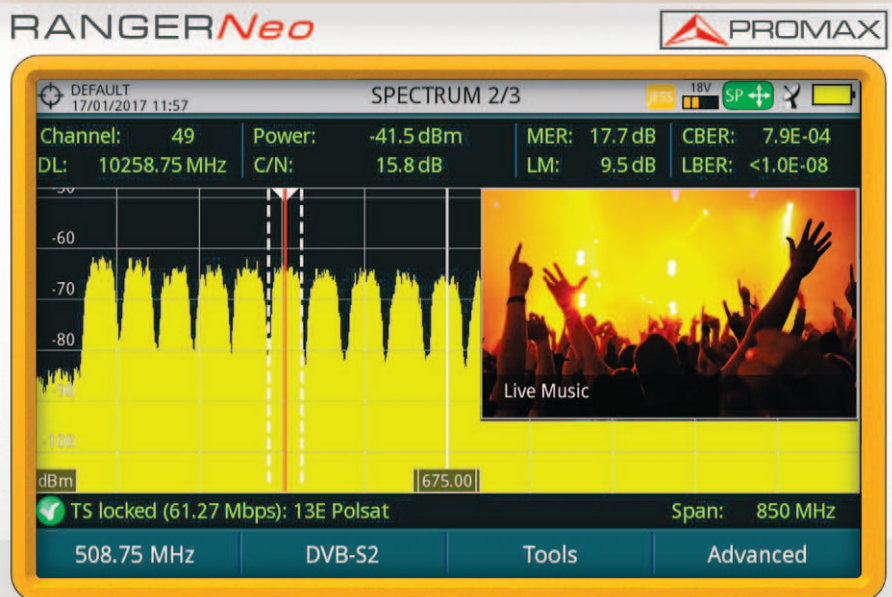 RANGERNeo
PROMAX
DEFAULT
17/01/2017 11:57
SPECTRUM 2/3
JESS
18V
SP
Channel: 49
Power: -41.5 dBm
MER: 17.7 dB
CBER: 7.9E-04
DL: 10258.75 MHz
C/N: 15.8 dB
LM: 9.5 dB
LBER: <1.0E-08
-50
-60
-70
-80
-90
-100
Live Music
dBm
675.00
TS locked (61.27 Mbps): 13E Polsat
Span: 850 MHz
508.75 MHz
DVB-S2
Tools
Advanced